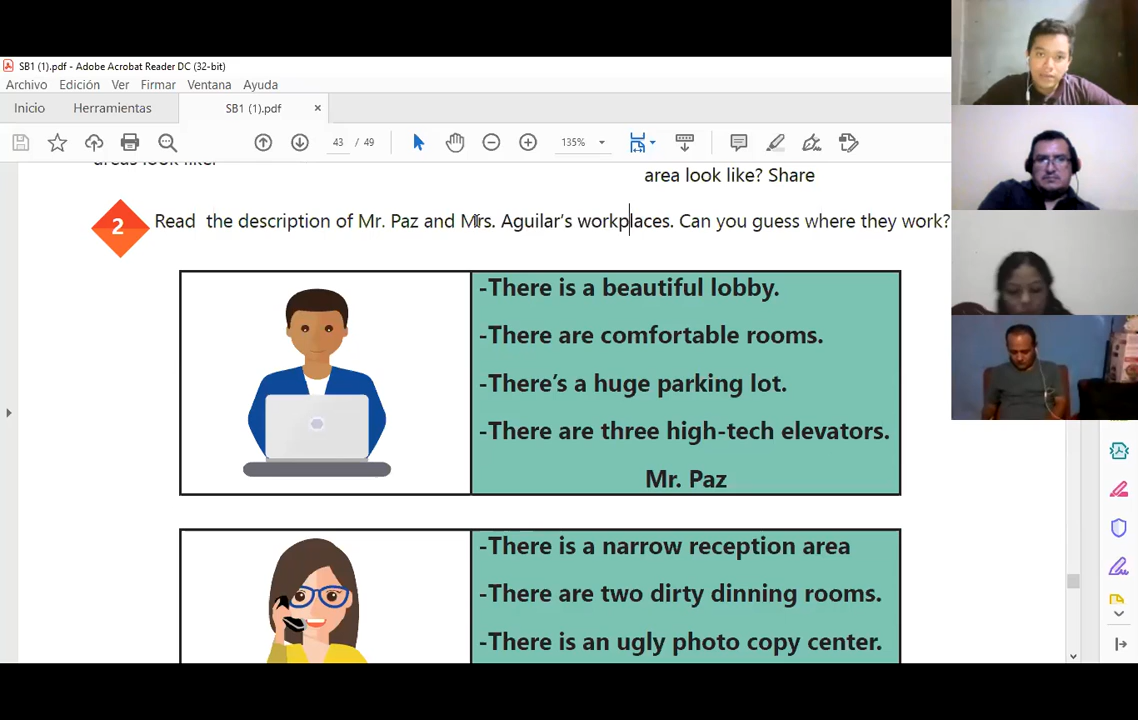 SB1 (1).pdf - Adobe Acrobat Reader DC (32-bit)
Archivo Edición Ver Firmar Ventana Ayuda
Inicio Herramientas SB1 (1).pdf ×
43 / 49 135%
areas look like?
area look like? Share
2 Read the description of Mr. Paz and Mrs. Aguilar's workplaces. Can you guess where they work?
-There is a beautiful lobby.
-There are comfortable rooms.
-There's a huge parking lot.
-There are three high-tech elevators.
Mr. Paz
-There is a narrow reception area
-There are two dirty dinning rooms.
-There is an ugly photo copy center.